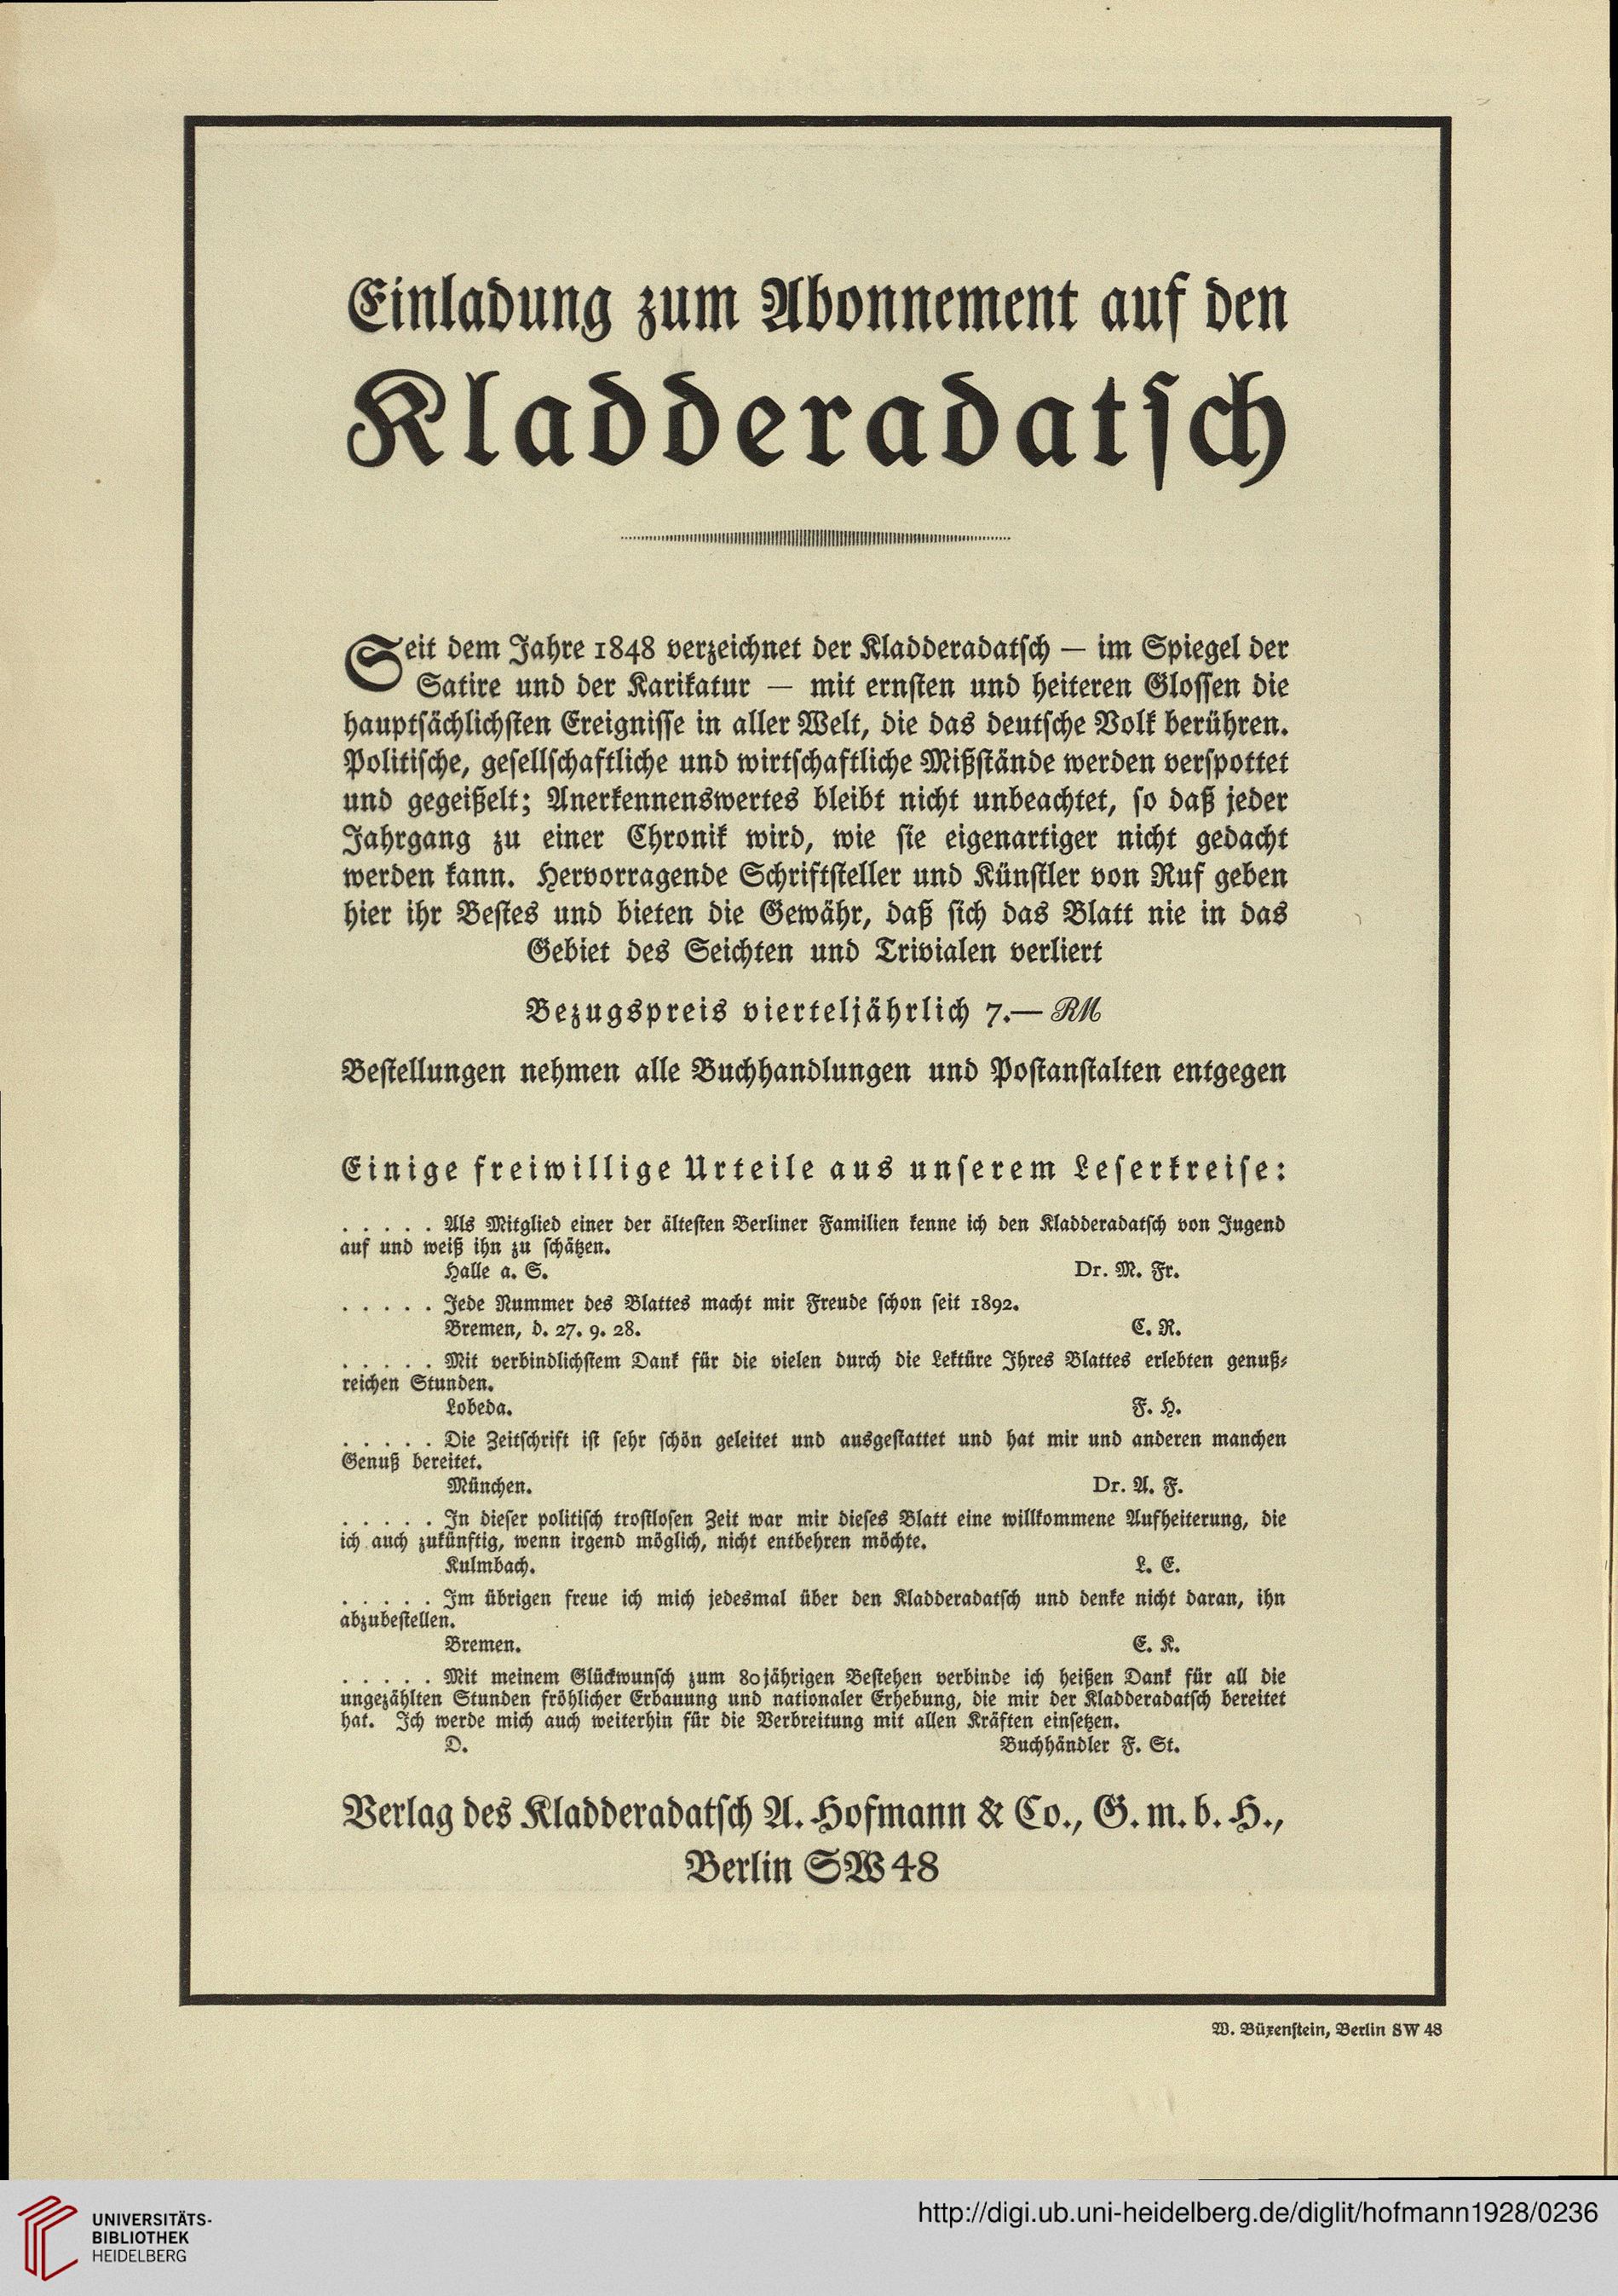 Einladung zum Abonnement auf den
Kladderadatsch
Seit dem Jahre 1848 verzeichnet der Kladderadatsch — im Spiegel der
Satire und der Karikatur — mit ernsten und heiteren Glossen die
hauptsächlichsten Ereignisse in aller Welt, die das deutsche Volk berühren.
Politische, gesellschaftliche und wirtschaftliche Mißstände werden verspottet
und gegeißelt; Anerkennenswertes bleibt nicht unbeachtet, so daß jeder
Jahrgang zu einer Chronik wird, wie sie eigenartiger nicht gedacht
werden kann. Hervorragende Schriftsteller und Künstler von Ruf geben
hier ihr Bestes und bieten die Gewähr, daß sich das Blatt nie in das
Gebiet des Seichten und Trivialen verliert
Bezugspreis vierteljährlich 7.— RM
Bestellungen nehmen alle Buchhandlungen und Postanstalten entgegen
Einige freiwillige Urteile aus unserem Leserkreise:
. . . . . Als Mitglied einer der ältesten Berliner Familien kenne ich den Kladderadatsch von Jugend
auf und weiß ihn zu schätzen.
Halle a. S. Dr. M. Fr.
. . . . . Jede Nummer des Blattes macht mir Freude schon seit 1892.
Bremen, d. 27. 9. 28. C. R.
. . . . . Mit verbindlichstem Dank für die vielen durch die Lektüre Ihres Blattes erlebten genuß-
reichen Stunden.
Lobeda. F. H.
. . . . . Die Zeitschrift ist sehr schön geleitet und ausgestattet und hat mir und anderen manchen
Genuß bereitet.
München. Dr. A. F.
. . . . . In dieser politisch trostlosen Zeit war mir dieses Blatt eine willkommene Aufheiterung, die
ich auch zukünftig, wenn irgend möglich, nicht entbehren möchte.
Kulmbach. L. E.
. . . . . Im übrigen freue ich mich jedesmal über den Kladderadatsch und denke nicht daran, ihn
abzubestellen.
Bremen. E. K.
. . . . . Mit meinem Glückwunsch zum 80jährigen Bestehen verbinde ich heißen Dank für all die
ungezählten Stunden fröhlicher Erbauung und nationaler Erhebung, die mir der Kladderadatsch bereitet
hat. Ich werde mich auch weiterhin für die Verbreitung mit allen Kräften einsetzen.
D. Buchhändler F. St.
Verlag des Kladderadatsch A. Hofmann & Co., G. m. b. H.,
Berlin SW 48
W. Büxenstein, Berlin SW 48
UNIVERSITÄTS-
BIBLIOTHEK
HEIDELBERG
http://digi.ub.uni-heidelberg.de/diglit/hofmann1928/0236